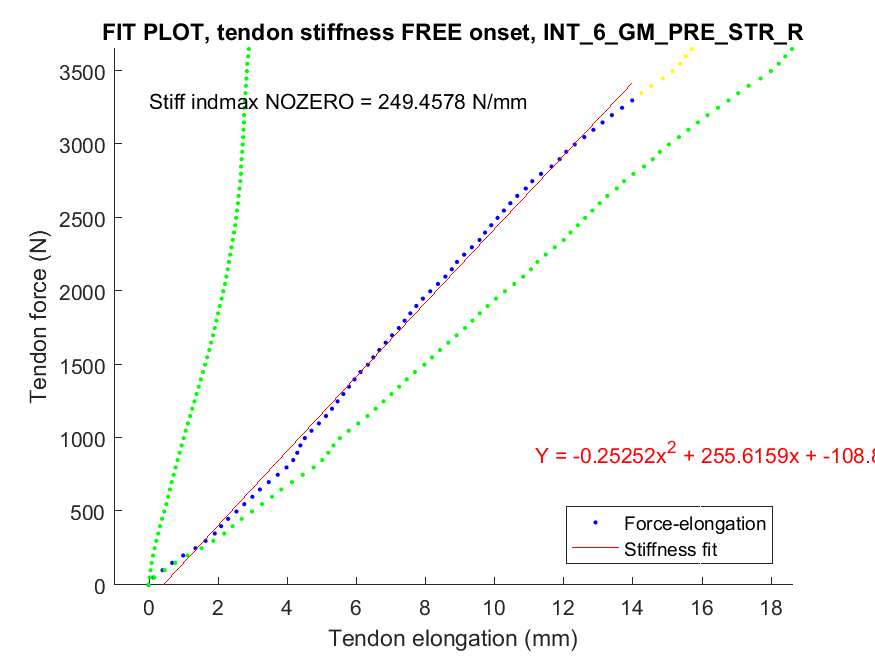 FIT PLOT, tendon stiffness FREE onset, INT_6_GM_PRE_STR_R
Stiff indmax NOZERO = 249.4578 N/mm
Tendon force (N)
3500
3000
2500
2000
1500
1000
500
0
Y = -0.25252x² + 255.6159x + -108.8
Force-elongation
Stiffness fit
0 2 4 6 8 10 12 14 16 18
Tendon elongation (mm)